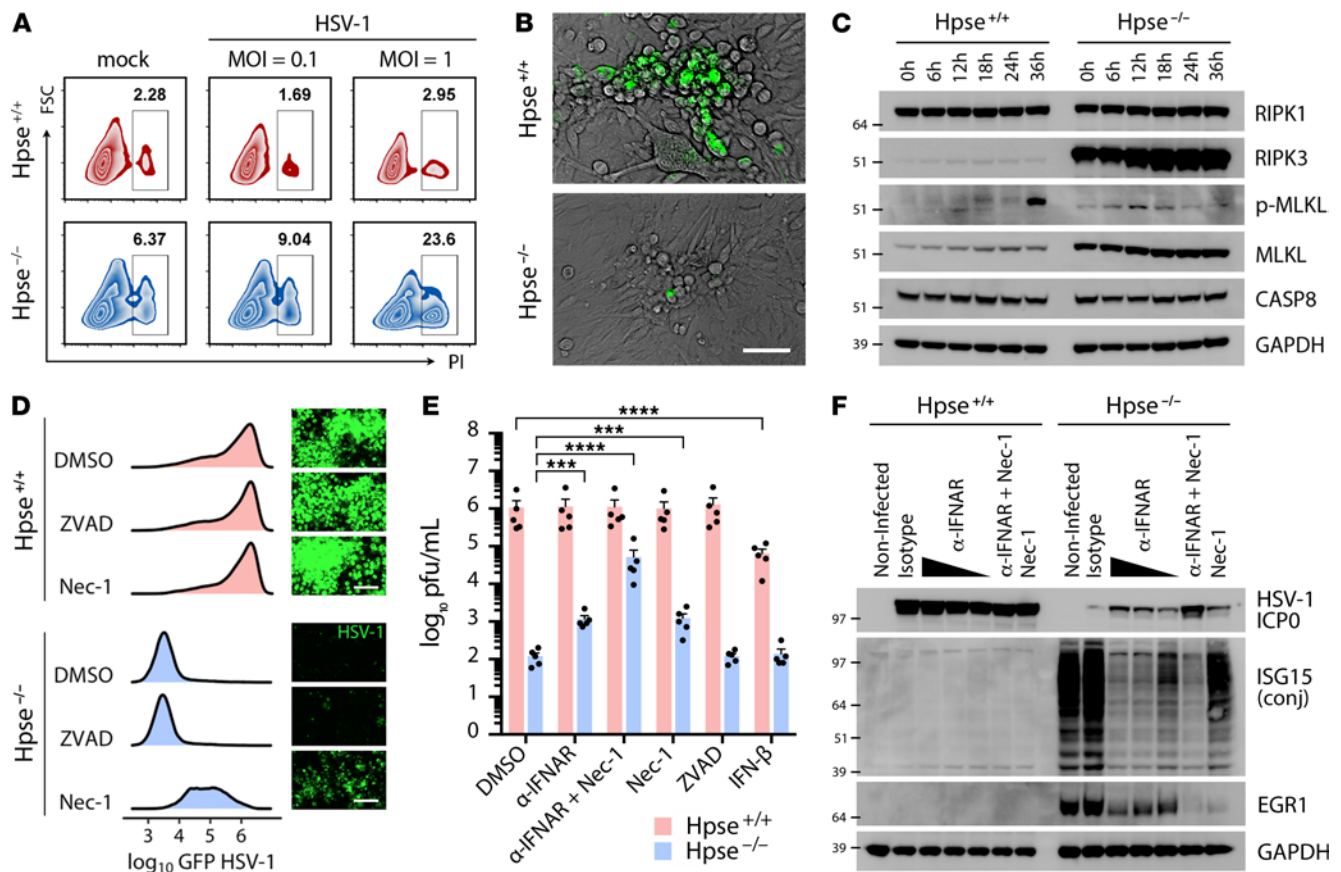 A
HSV-1
mock
MOI = 0.1
MOI = 1
FSC
Hpse+/+
2.28
1.69
2.95
Hpse−/−
6.37
9.04
23.6
PI
B
Hpse+/+
Hpse−/−
C
Hpse+/+
Hpse−/−
0h 6h 12h 18h 24h 36h
0h 6h 12h 18h 24h 36h
64
RIPK1
51
RIPK3
51
p-MLKL
51
MLKL
CASP8
39
GAPDH
D
Hpse+/+
DMSO
ZVAD
Nec-1
Hpse−/−
DMSO
HSV-1
ZVAD
Nec-1
3 4 5 6
log10 GFP HSV-1
E
****
***
****
***
log10 pfu/mL
8
7
6
5
4
3
2
1
0
DMSO
α-IFNAR
α-IFNAR + Nec-1
Nec-1
ZVAD
IFN-β
Hpse+/+
Hpse−/−
F
Hpse+/+
Hpse−/−
Non-Infected
Isotype
α-IFNAR
α-IFNAR + Nec-1
Nec-1
Non-Infected
Isotype
α-IFNAR
α-IFNAR + Nec-1
Nec-1
97
HSV-1
ICP0
97
64
51
39
ISG15
(conj)
64
EGR1
39
GAPDH